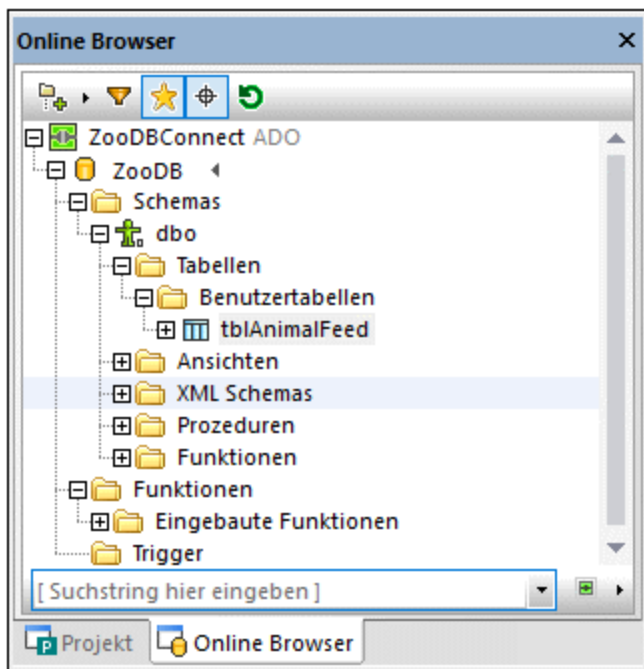 Online Browser
ZooDBConnect ADO
ZooDB
Schemas
dbo
Tabellen
Benutzertabellen
tblAnimalFeed
Ansichten
XML Schemas
Prozeduren
Funktionen
Funktionen
Eingebaute Funktionen
Trigger
[ Suchstring hier eingeben ]
Projekt Online Browser